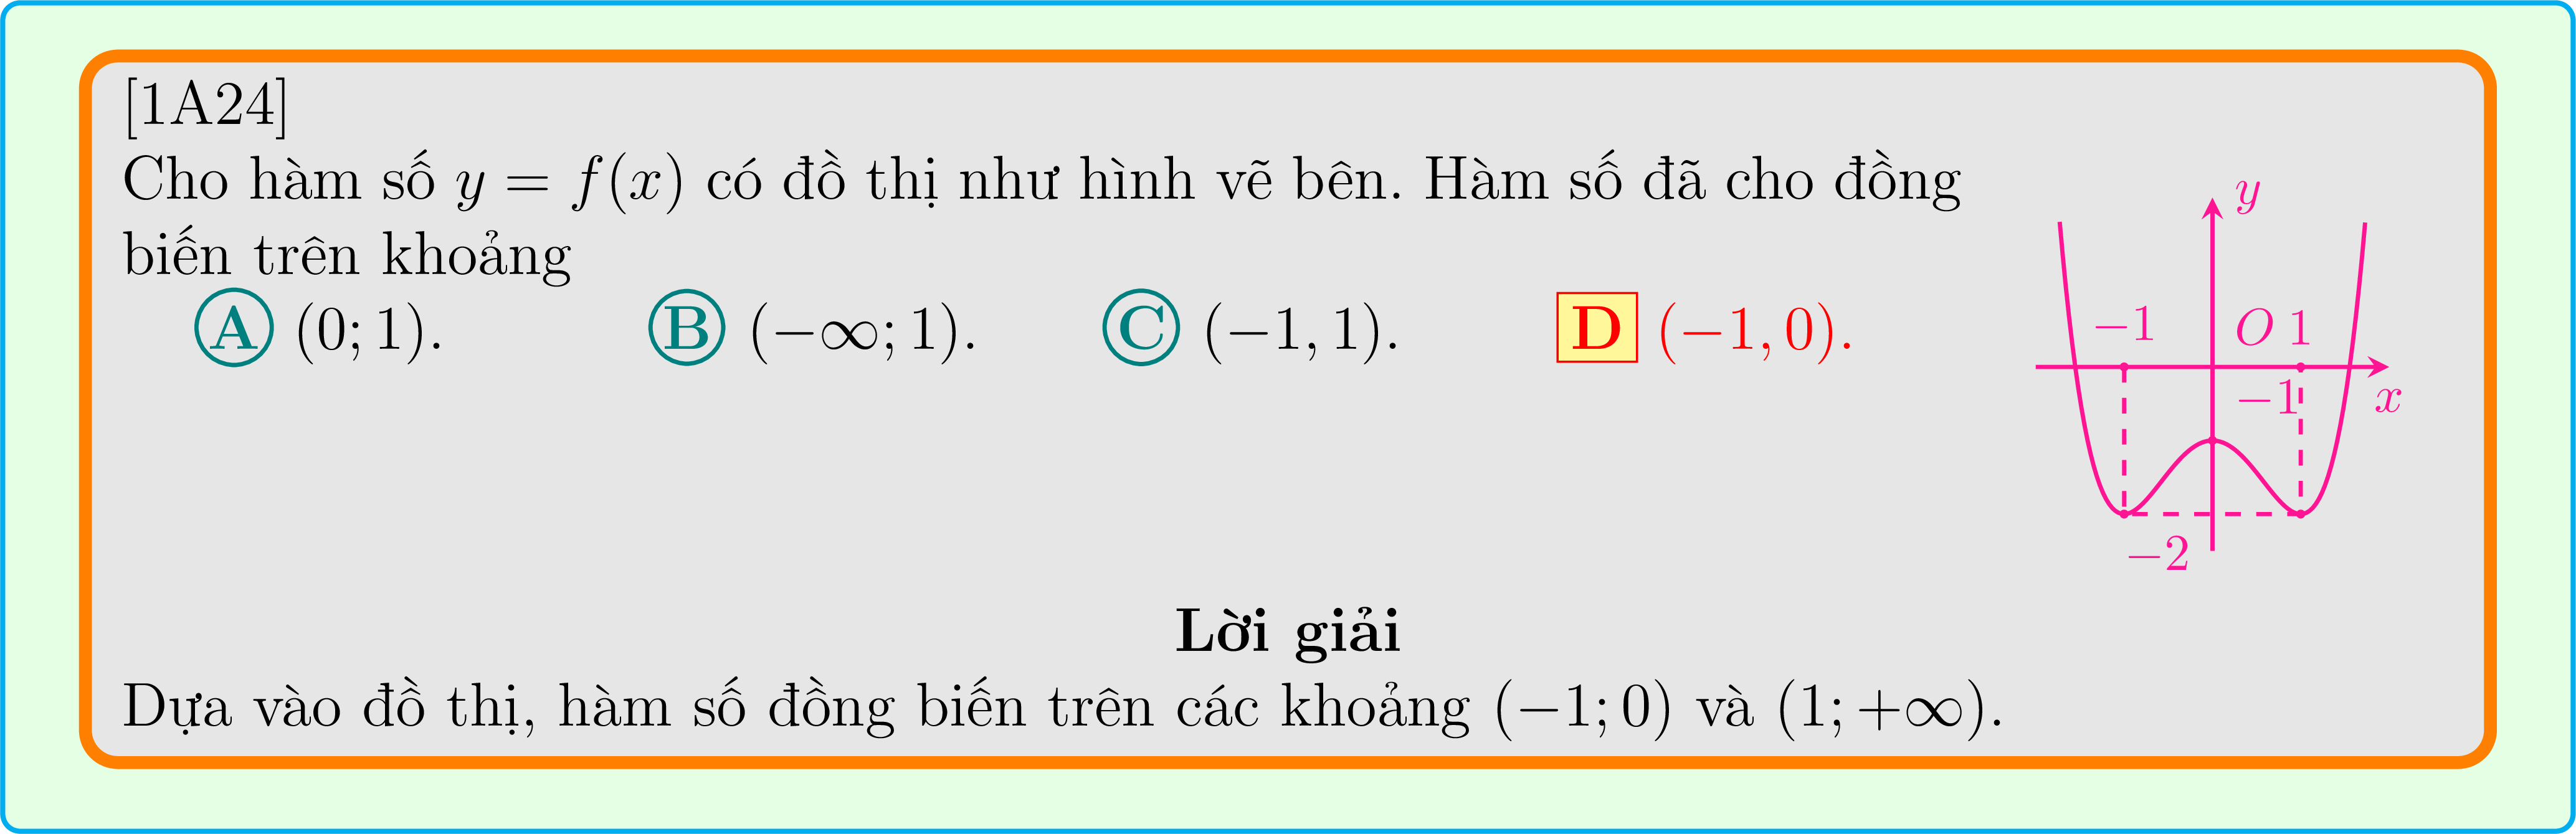 [1A24]
Cho hàm số y = f(x) có đồ thị như hình vẽ bên. Hàm số đã cho đồng
biến trên khoảng
A (0; 1). B (−∞; 1). C (−1, 1). D (−1, 0).
y
−1 O 1
−1 x
−2
Lời giải
Dựa vào đồ thị, hàm số đồng biến trên các khoảng (−1; 0) và (1; +∞).